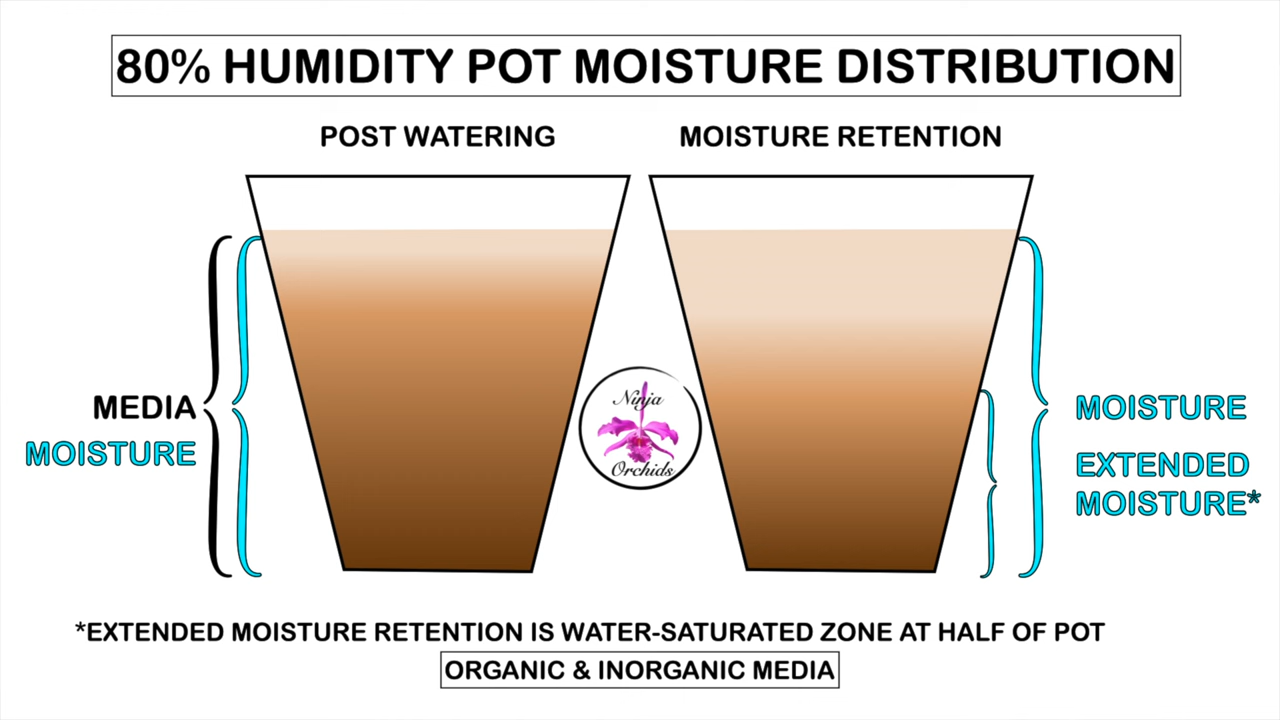 80% HUMIDITY POT MOISTURE DISTRIBUTION
POST WATERING
MOISTURE RETENTION
MEDIA
MOISTURE
Ninja
Orchids
MOISTURE
EXTENDED
MOISTURE*
*EXTENDED MOISTURE RETENTION IS WATER-SATURATED ZONE AT HALF OF POT
ORGANIC & INORGANIC MEDIA